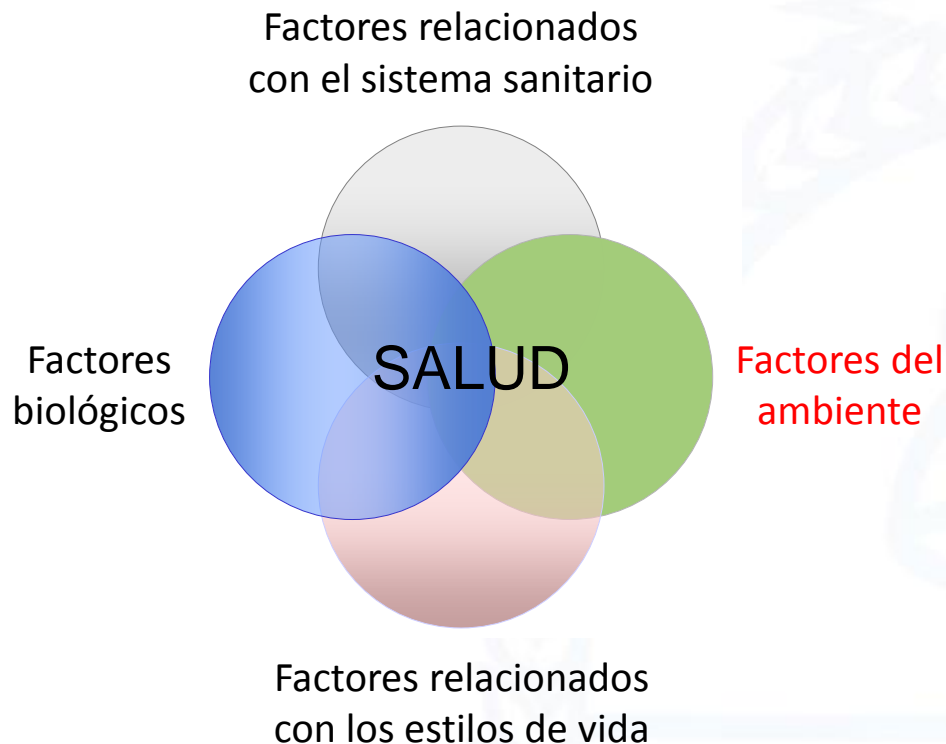 Factores relacionados
con el sistema sanitario
Factores
biológicos
SALUD
Factores del
ambiente
Factores relacionados
con los estilos de vida